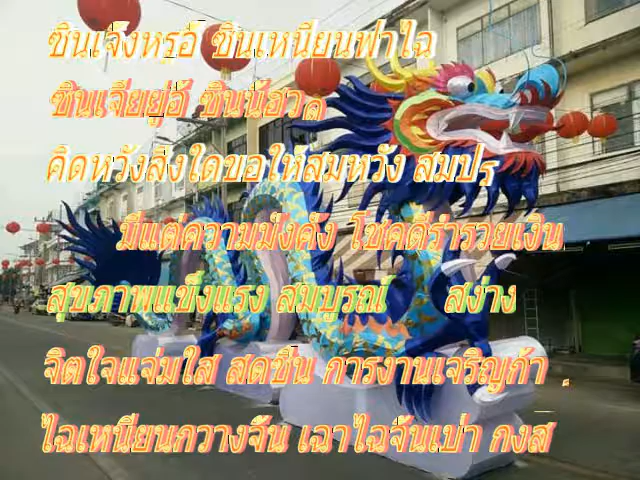 ซินเจิ้งหรูอี้ ซินเหนียนฟาไฉ
ซินเจียยู่อี่ ซินนี้ฮวด
คิดหวังสิ่งใดขอให้สมหวัง สมปร
มีแต่ความมั่งคั่ง โชคดีร่ำรวยเงิน
สุขภาพแข็งแรง สมบูรณ์ สง่าง
จิตใจแจ่มใส สดชื่น การงานเจริญก้า
ไฉเหนียนกวางจิ้น เฉาไฉจิ้นเป่า กงส